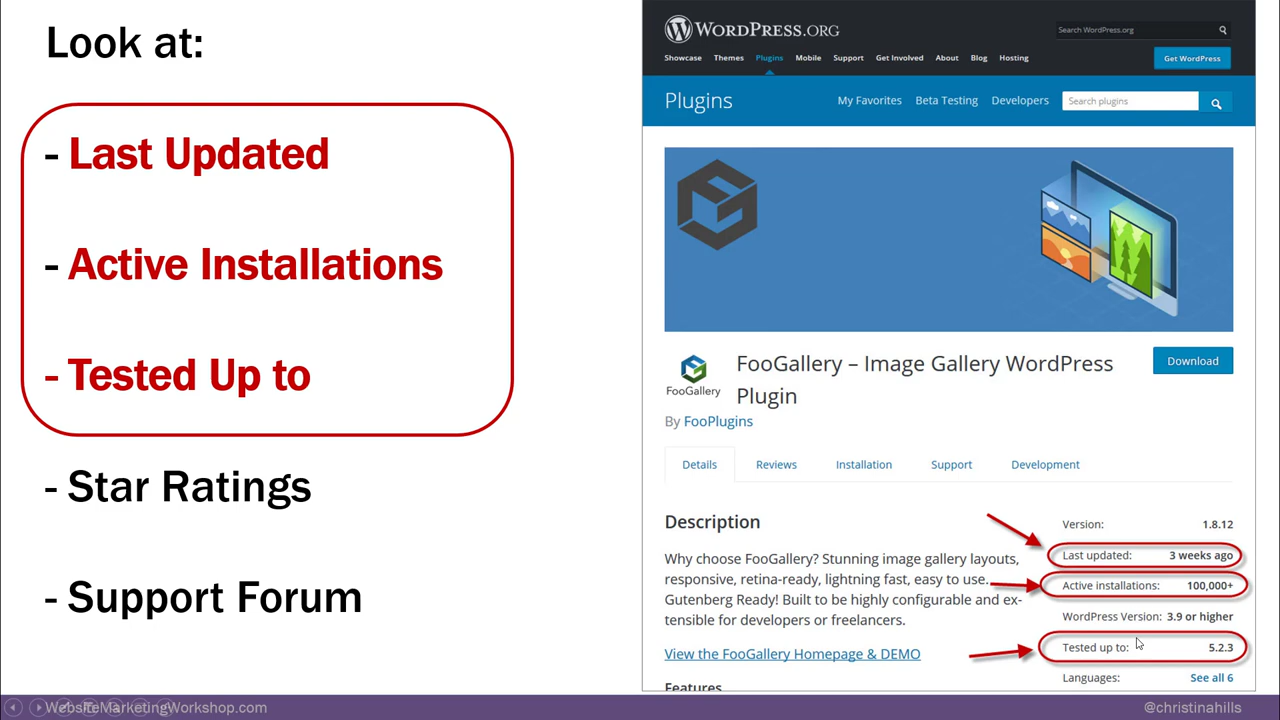 Look at:
- Last Updated
- Active Installations
- Tested Up to
- Star Ratings
- Support Forum
WORDPRESS.ORG
Search WordPress.org
Showcase Themes Plugins Mobile Support Get Involved About Blog Hosting
Get WordPress
Plugins
My Favorites Beta Testing Developers
Search plugins
FooGallery
FooGallery – Image Gallery WordPress
Plugin
Download
By FooPlugins
Details Reviews Installation Support Development
Description
Why choose FooGallery? Stunning image gallery layouts,
responsive, retina-ready, lightning fast, easy to use.
Gutenberg Ready! Built to be highly configurable and ex-
tensible for developers or freelancers.
View the FooGallery Homepage & DEMO
Features
Version: 1.8.12
Last updated: 3 weeks ago
Active installations: 100,000+
WordPress Version: 3.9 or higher
Tested up to: 5.2.3
Languages: See all 6
WebsiteMarketingWorkshop.com
@christinahills